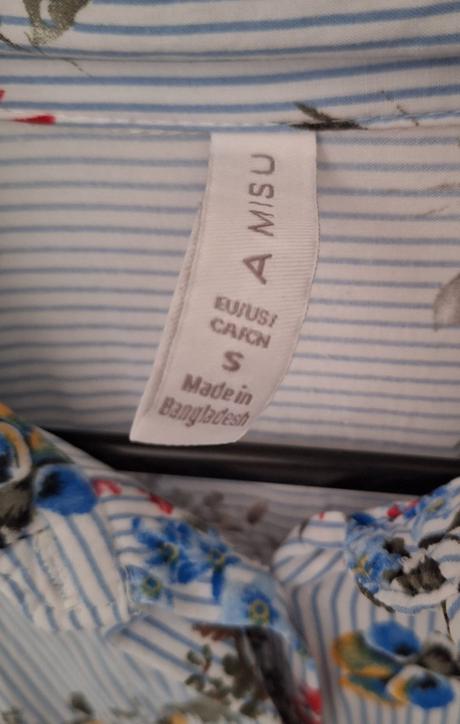 A MISU
EU/US/
CA/CN
S
Made in
Bangladesh